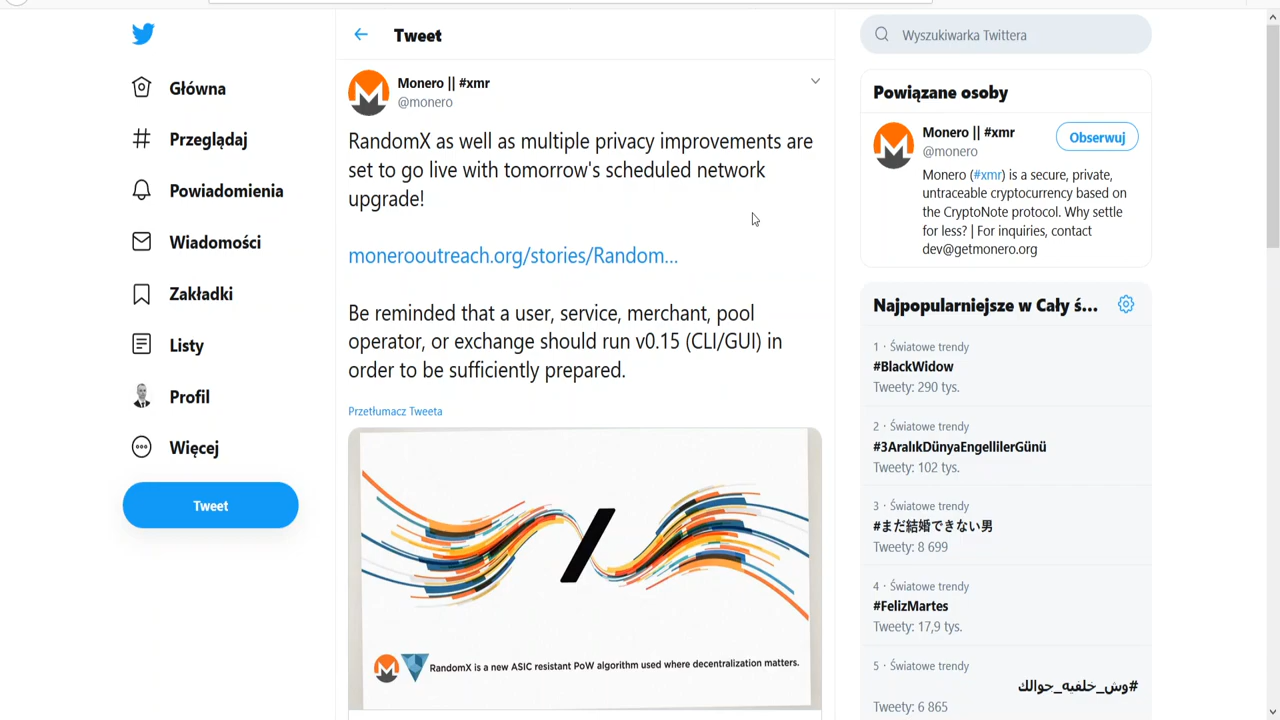 Główna
Przeglądaj
Powiadomienia
Wiadomości
Zakładki
Listy
Profil
Więcej
Tweet
Tweet
Monero || #xmr
@monero
RandomX as well as multiple privacy improvements are
set to go live with tomorrow's scheduled network
upgrade!
monerooutreach.org/stories/Random...
Be reminded that a user, service, merchant, pool
operator, or exchange should run v0.15 (CLI/GUI) in
order to be sufficiently prepared.
Przetłumacz Tweeta
RandomX is a new ASIC resistant PoW algorithm used where decentralization matters.
Wyszukiwarka Twittera
Powiązane osoby
Monero || #xmr
@monero
Obserwuj
Monero (#xmr) is a secure, private,
untraceable cryptocurrency based on
the CryptoNote protocol. Why settle
for less? | For inquiries, contact
dev@getmonero.org
Najpopularniejsze w Cały ś...
1 · Światowe trendy
#BlackWidow
Tweety: 290 tys.
2 · Światowe trendy
#3AralıkDünyaEngellilerGünü
Tweety: 102 tys.
3 · Światowe trendy
#まだ結婚できない男
Tweety: 8 699
4 · Światowe trendy
#FelizMartes
Tweety: 17,9 tys.
5 · Światowe trendy
#وش_خلفيه_جوالك
Tweety: 6 865